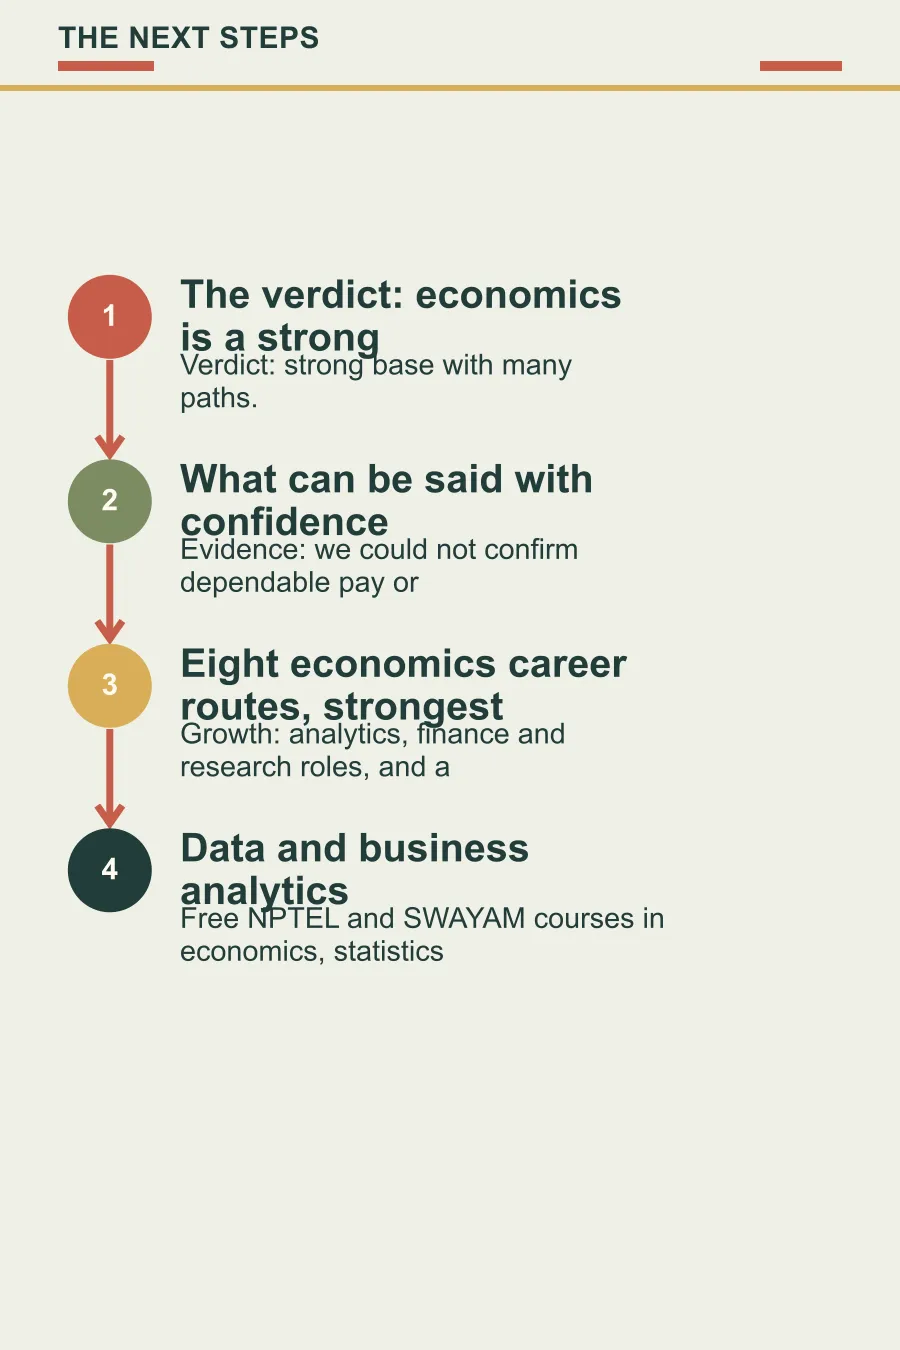 THE NEXT STEPS
1
The verdict: economics
is a strong
Verdict: strong base with many
paths.
2
What can be said with
confidence
Evidence: we could not confirm
dependable pay or
3
Eight economics career
routes, strongest
Growth: analytics, finance and
research roles, and a
4
Data and business
analytics
Free NPTEL and SWAYAM courses in
economics, statistics